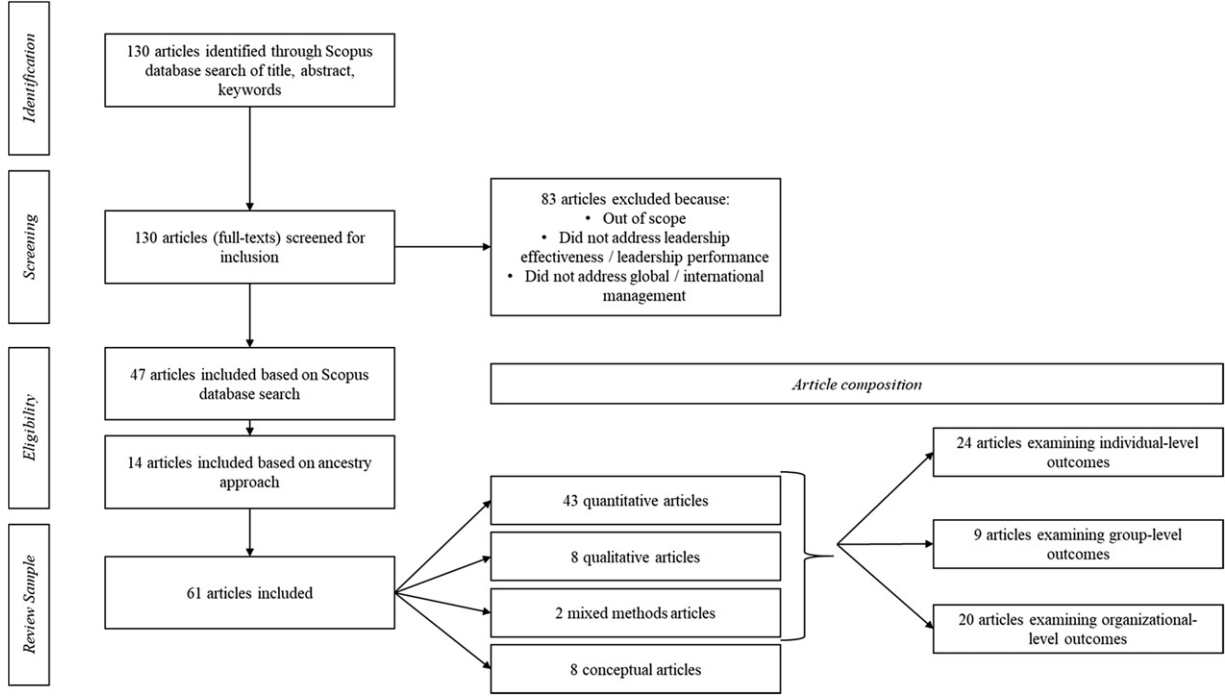 Identification
130 articles identified through Scopus
database search of title, abstract,
keywords
Screening
130 articles (full-texts) screened for
inclusion
83 articles excluded because:
• Out of scope
• Did not address leadership
effectiveness / leadership performance
• Did not address global / international
management
Eligibility
47 articles included based on Scopus
database search
14 articles included based on ancestry
approach
Article composition
Review Sample
61 articles included
43 quantitative articles
8 qualitative articles
2 mixed methods articles
8 conceptual articles
24 articles examining individual-level
outcomes
9 articles examining group-level
outcomes
20 articles examining organizational-
level outcomes